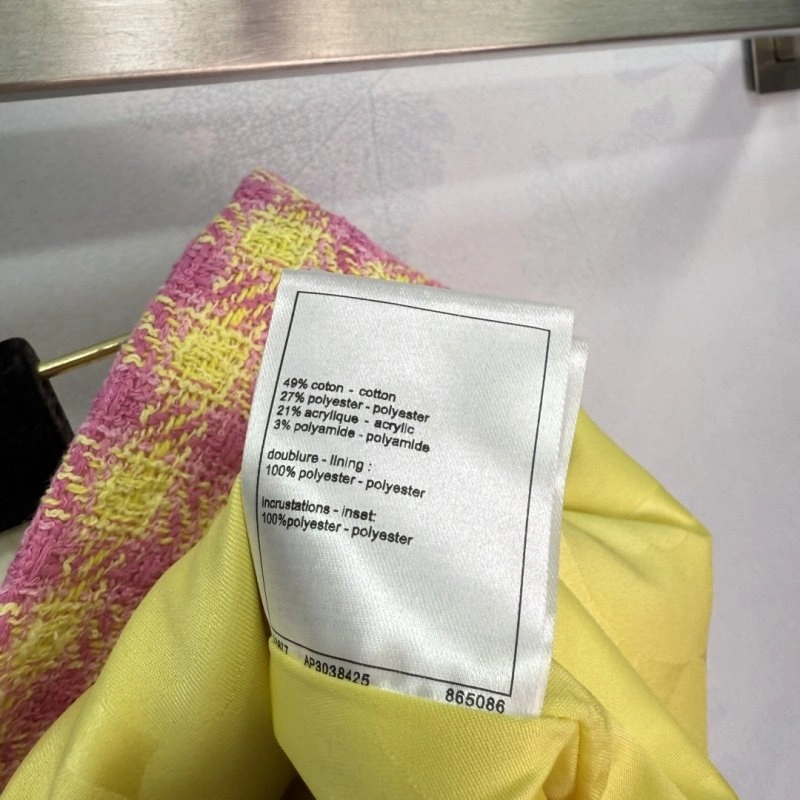 49% coton - cotton
27% polyester - polyester
21% acrylique - acrylic
3% polyamide - polyamide
doublure - lining :
100% polyester - polyester
incrustations - inset:
100%polyester - polyester
AP3038425
865086